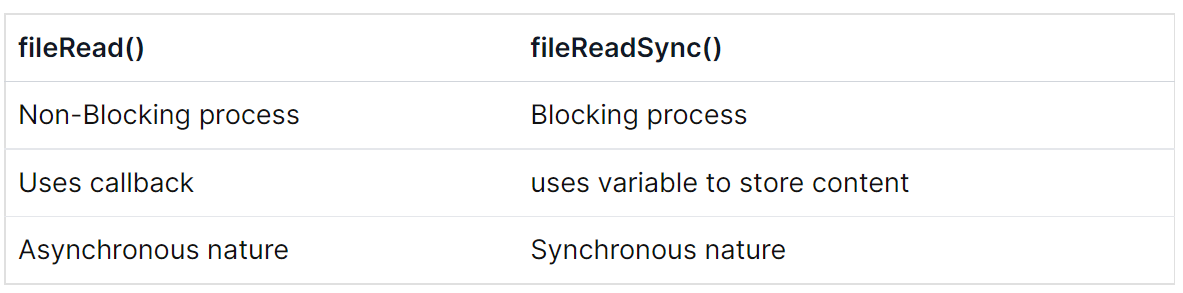 fileRead() fileReadSync()
Non-Blocking process Blocking process
Uses callback uses variable to store content
Asynchronous nature Synchronous nature